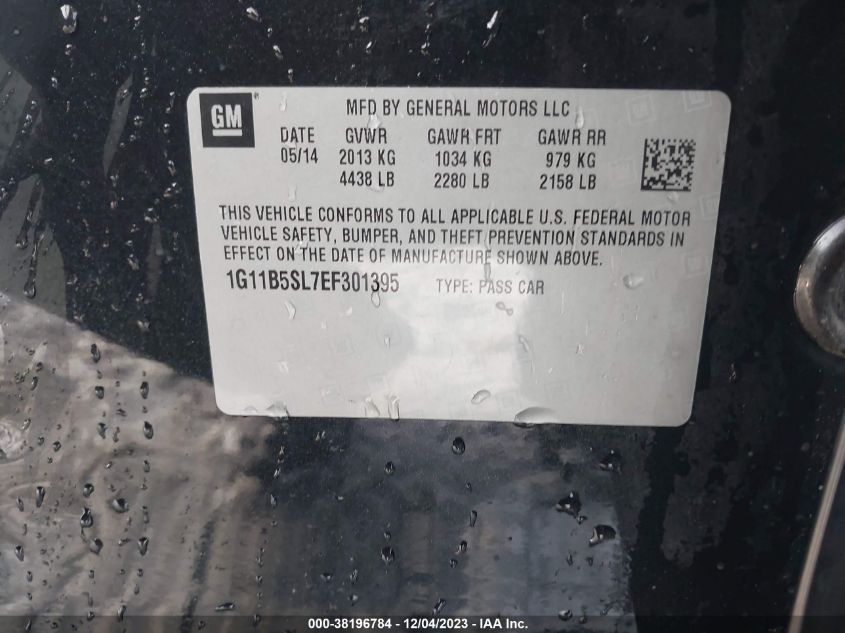 GM
MFD BY GENERAL MOTORS LLC
DATE GVWR GAWR FRT GAWR RR
05/14 2013 KG 1034 KG 979 KG
4438 LB 2280 LB 2158 LB
THIS VEHICLE CONFORMS TO ALL APPLICABLE U.S. FEDERAL MOTOR
VEHICLE SAFETY, BUMPER, AND THEFT PREVENTION STANDARDS IN
EFFECT ON THE DATE OF MANUFACTURE SHOWN ABOVE.
1G11B5SL7EF301395 TYPE: PASS CAR
000-38196784 - 12/04/2023 - IAA Inc.